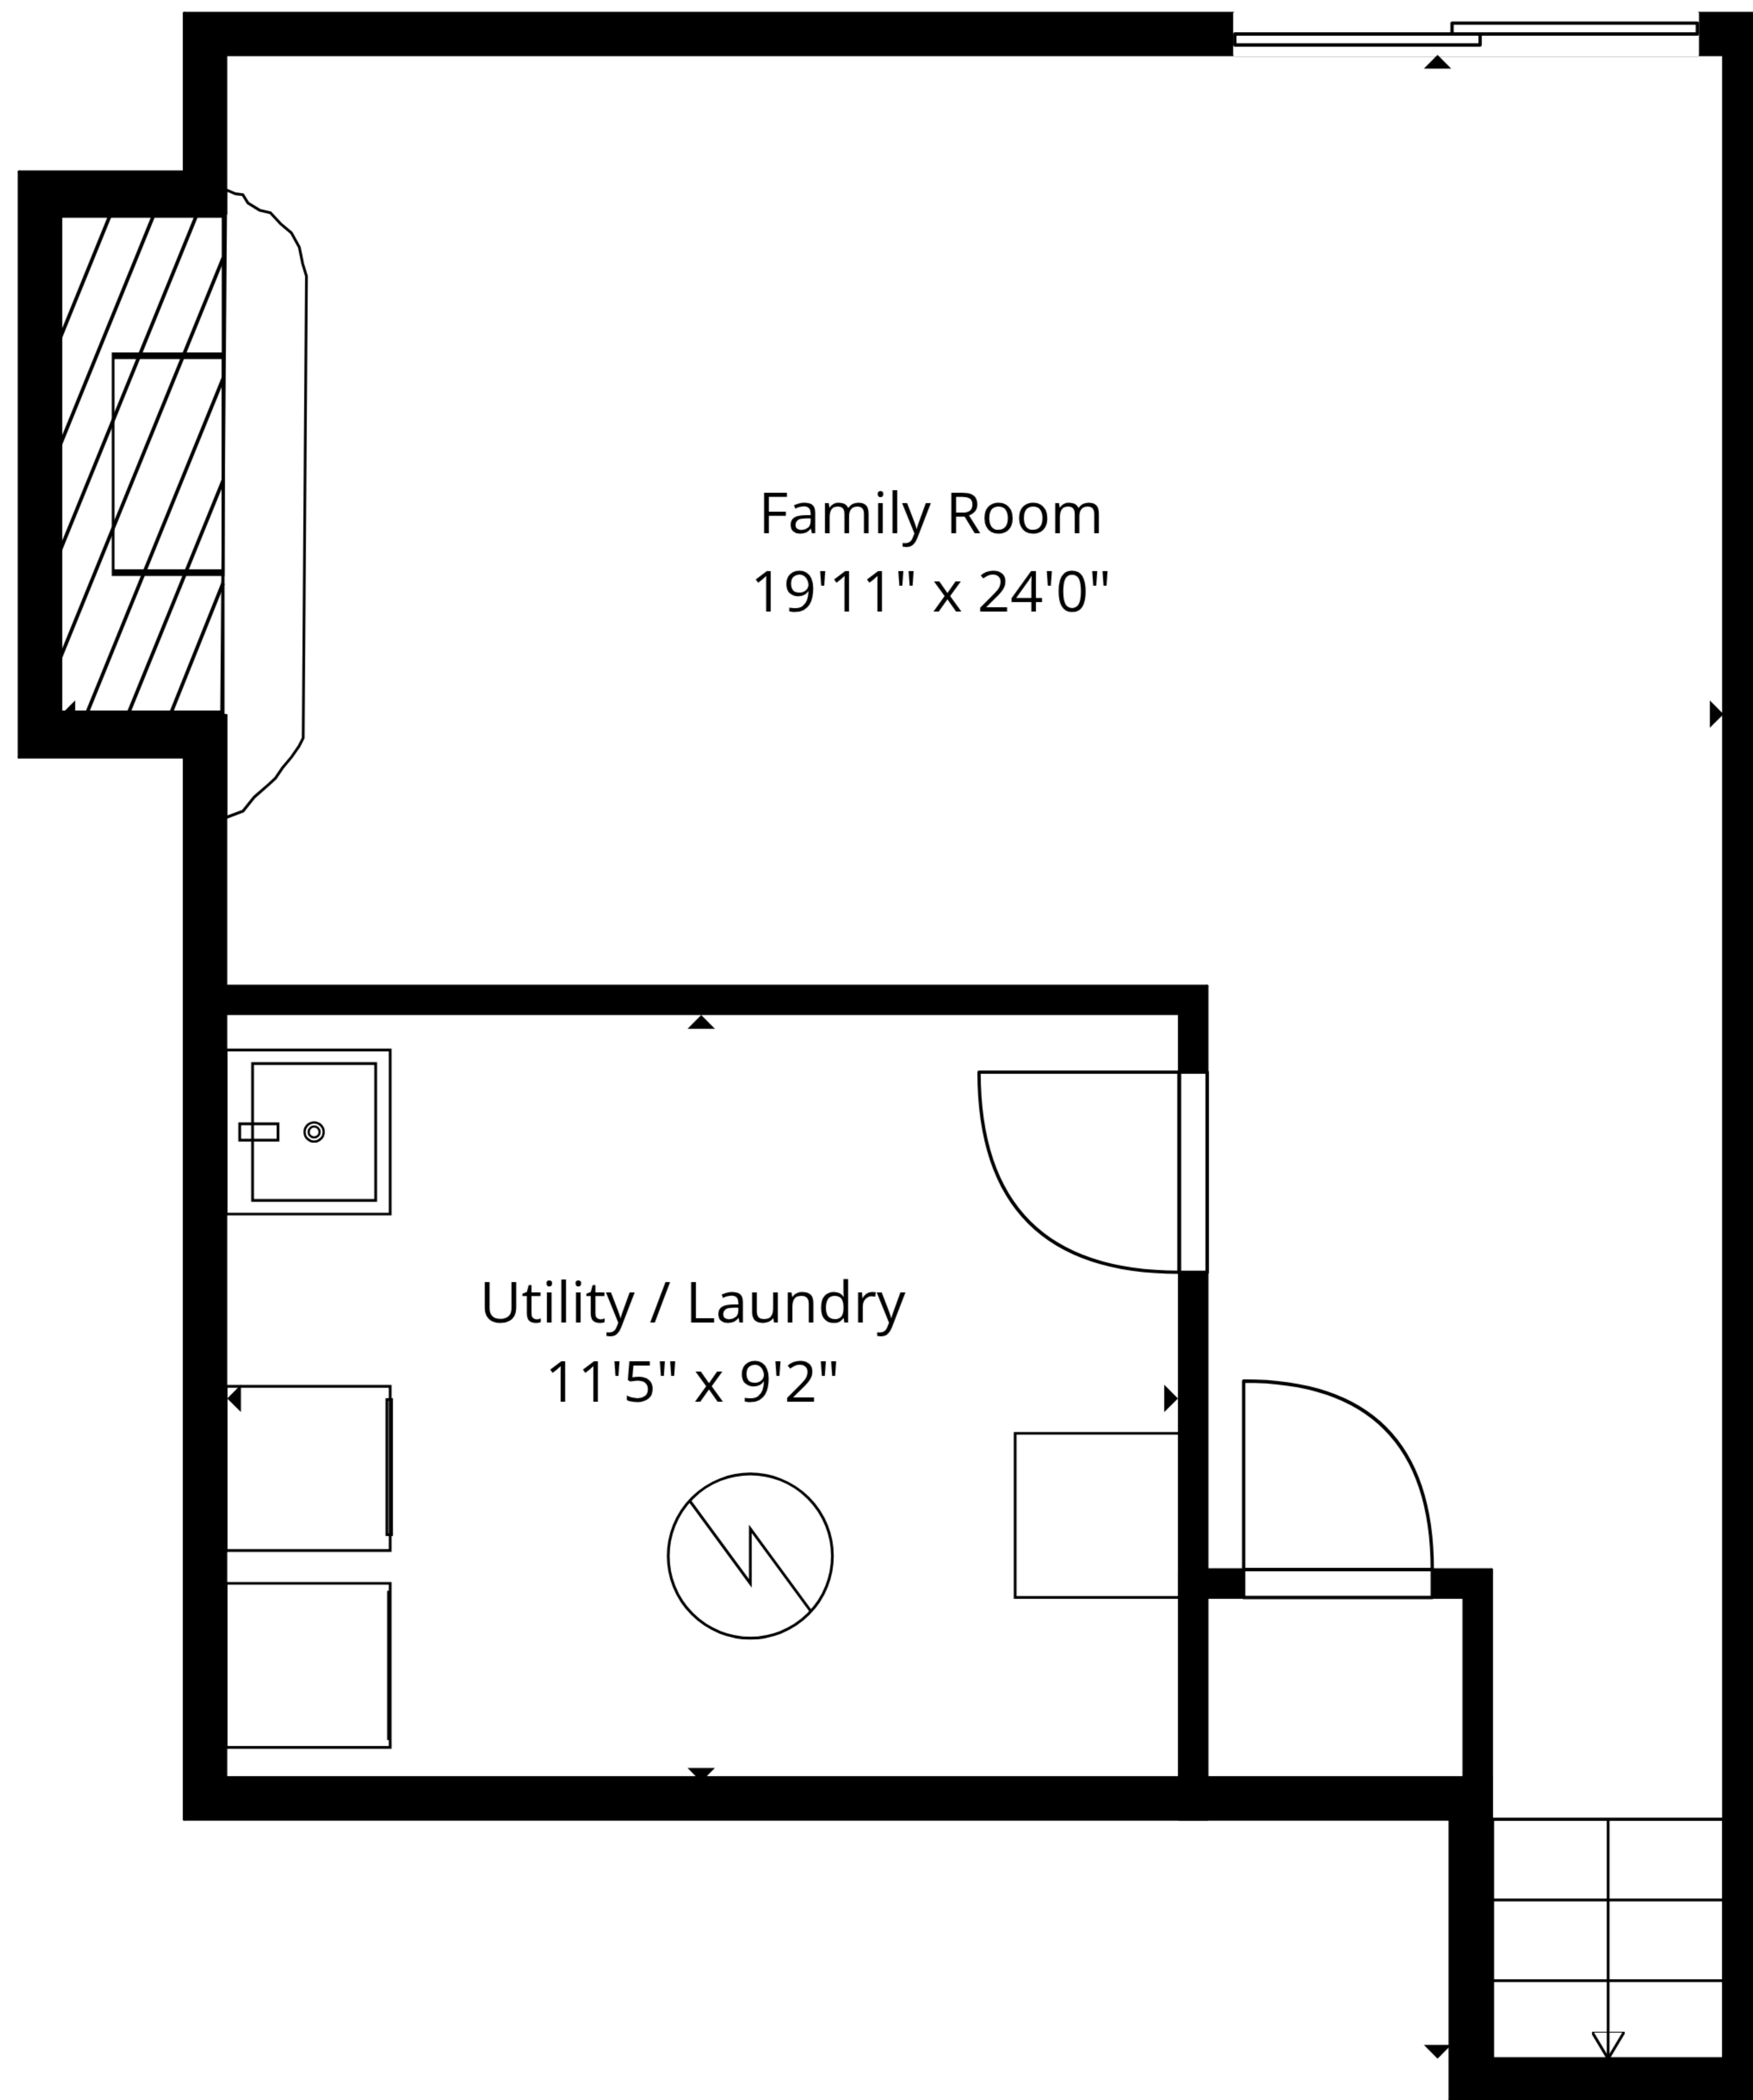 Family Room
19'11" x 24'0"
Utility / Laundry
11'5" x 9'2"